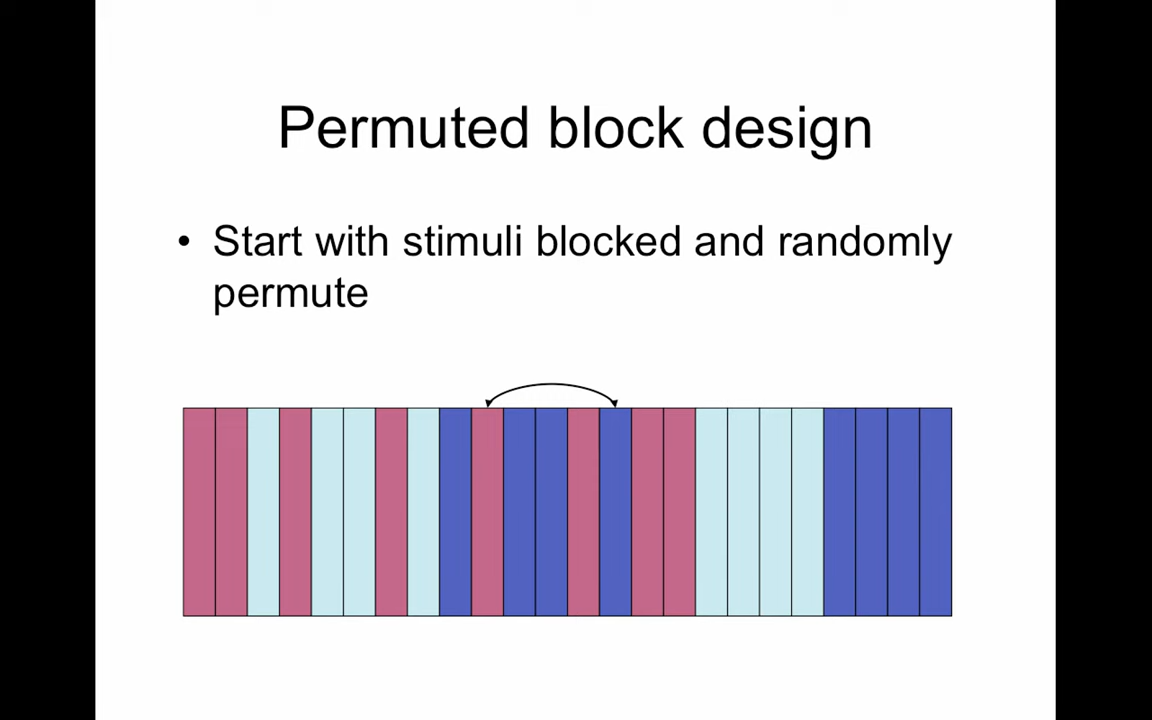 Permuted block design
• Start with stimuli blocked and randomly
permute